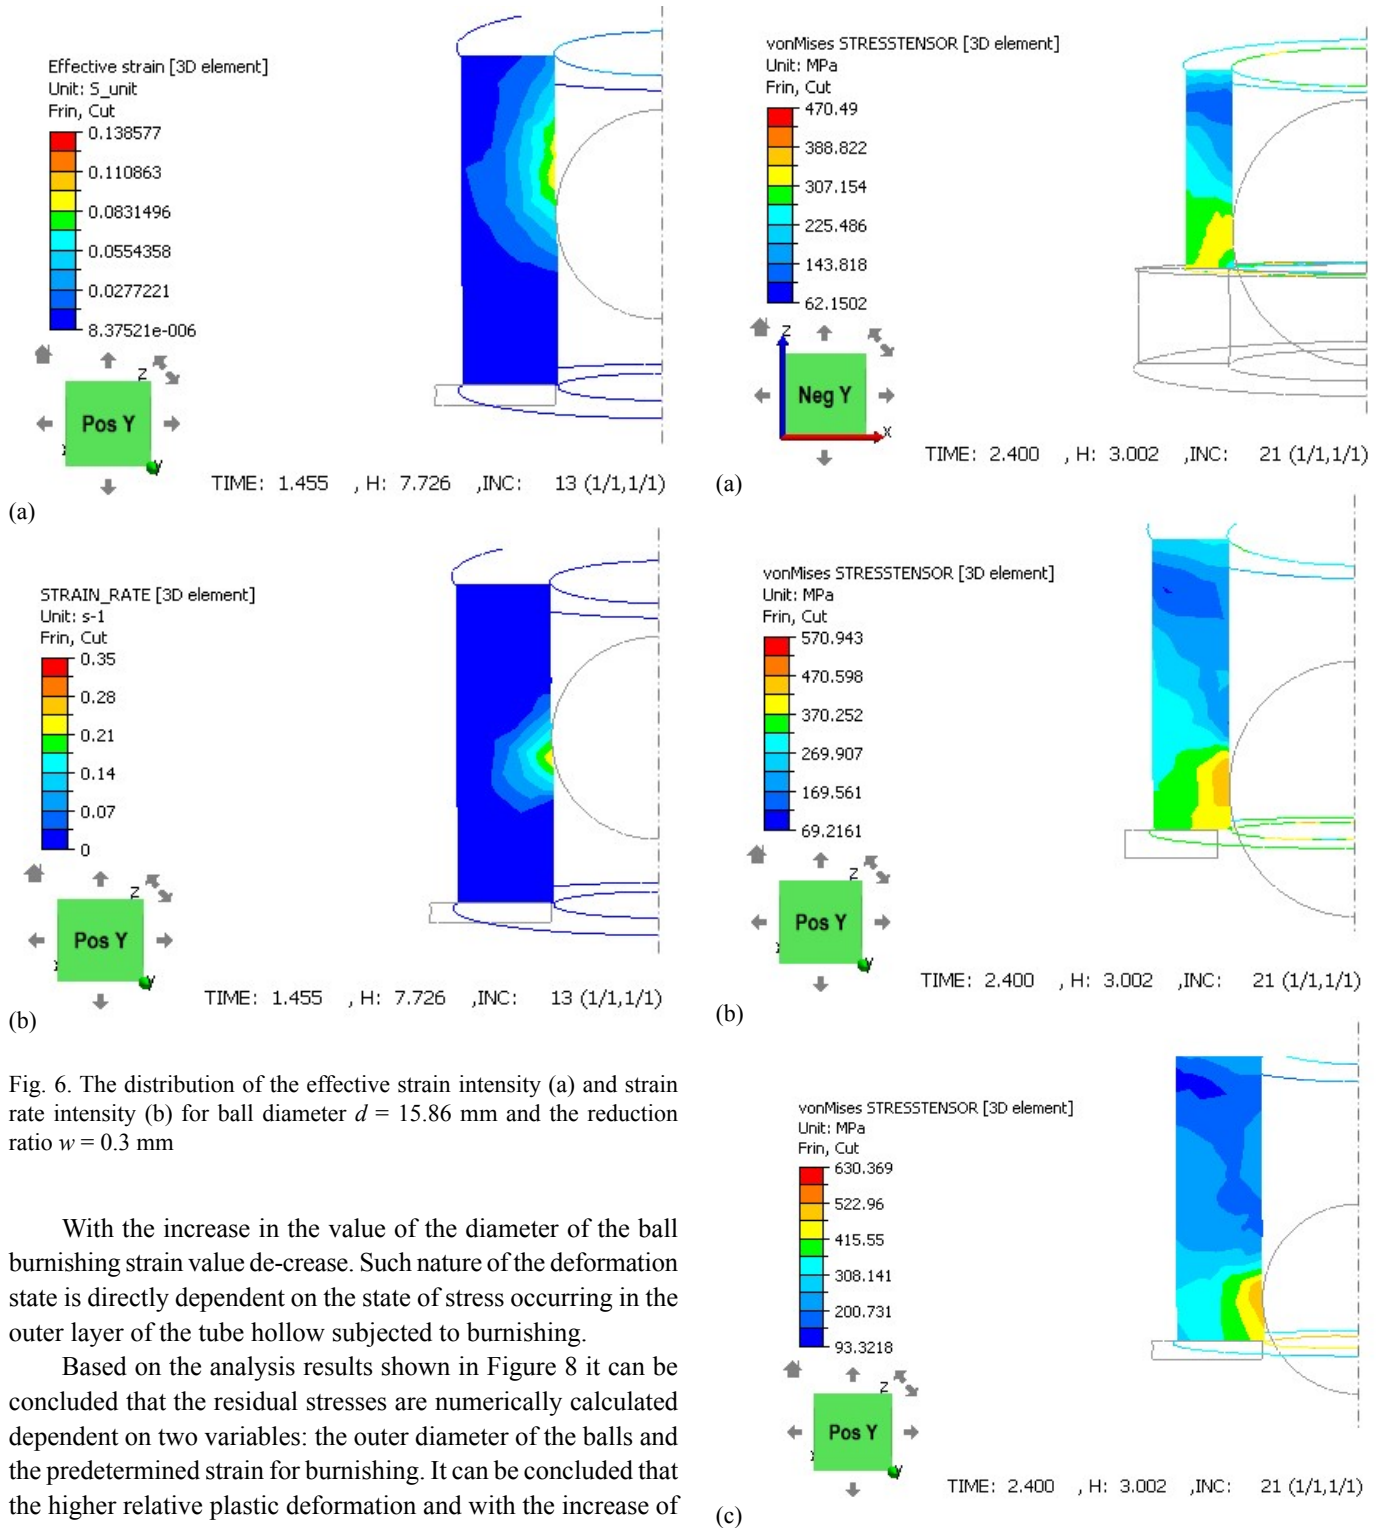 Effective strain [3D element]
Unit: S_unit
Frin, Cut
0.138577
0.110863
0.0831496
0.0554358
0.0277221
8.37521e-006
Z
Pos Y
Y
TIME: 1.455 , H: 7.726 ,INC: 13 (1/1,1/1)
(a)
STRAIN_RATE [3D element]
Unit: s-1
Frin, Cut
0.35
0.28
0.21
0.14
0.07
0
Z
Pos Y
Y
TIME: 1.455 , H: 7.726 ,INC: 13 (1/1,1/1)
(b)
Fig. 6. The distribution of the effective strain intensity (a) and strain
rate intensity (b) for ball diameter d = 15.86 mm and the reduction
ratio w = 0.3 mm
With the increase in the value of the diameter of the ball
burnishing strain value de-crease. Such nature of the deformation
state is directly dependent on the state of stress occurring in the
outer layer of the tube hollow subjected to burnishing.
Based on the analysis results shown in Figure 8 it can be
concluded that the residual stresses are numerically calculated
dependent on two variables: the outer diameter of the balls and
the predetermined strain for burnishing. It can be concluded that
the higher relative plastic deformation and with the increase of
vonMises STRESSTENSOR [3D element]
Unit: MPa
Frin, Cut
470.49
388.822
307.154
225.486
143.818
62.1502
Z
Neg Y
X
TIME: 2.400 , H: 3.002 ,INC: 21 (1/1,1/1)
(a)
vonMises STRESSTENSOR [3D element]
Unit: MPa
Frin, Cut
570.943
470.598
370.252
269.907
169.561
69.2161
Z
Pos Y
Y
TIME: 2.400 , H: 3.002 ,INC: 21 (1/1,1/1)
(b)
vonMises STRESSTENSOR [3D element]
Unit: MPa
Frin, Cut
630.369
522.96
415.55
308.141
200.731
93.3218
Z
Pos Y
Y
TIME: 2.400 , H: 3.002 ,INC: 21 (1/1,1/1)
(c)